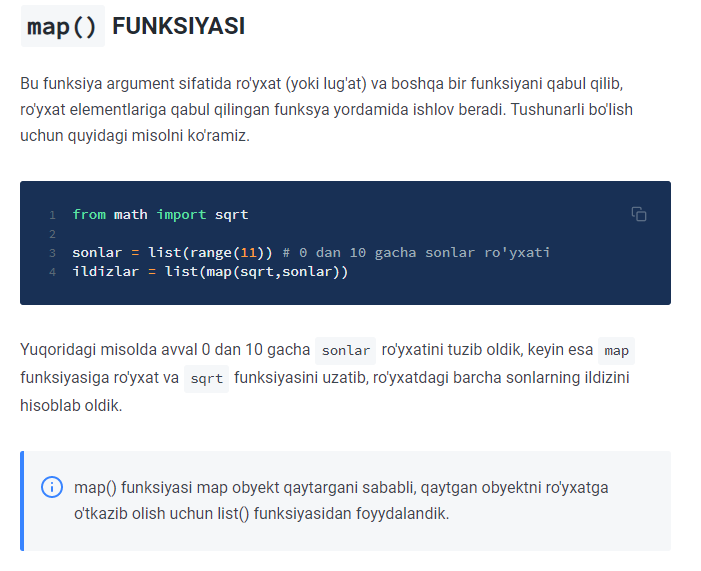 map() FUNKSIYASI
Bu funksiya argument sifatida ro'yxat (yoki lug'at) va boshqa bir funksiyani qabul qilib,
ro'yxat elementlariga qabul qilingan funksya yordamida ishlov beradi. Tushunarli bo'lish
uchun quyidagi misolni ko'ramiz.
1 from math import sqrt
2
3 sonlar = list(range(11)) # 0 dan 10 gacha sonlar ro'yxati
4 ildizlar = list(map(sqrt,sonlar))
Yuqoridagi misolda avval 0 dan 10 gacha sonlar ro'yxatini tuzib oldik, keyin esa map
funksiyasiga ro'yxat va sqrt funksiyasini uzatib, ro'yxatdagi barcha sonlarning ildizini
hisoblab oldik.
map() funksiyasi map obyekt qaytargani sababli, qaytgan obyektni ro'yxatga
o'tkazib olish uchun list() funksiyasidan foyydalandik.